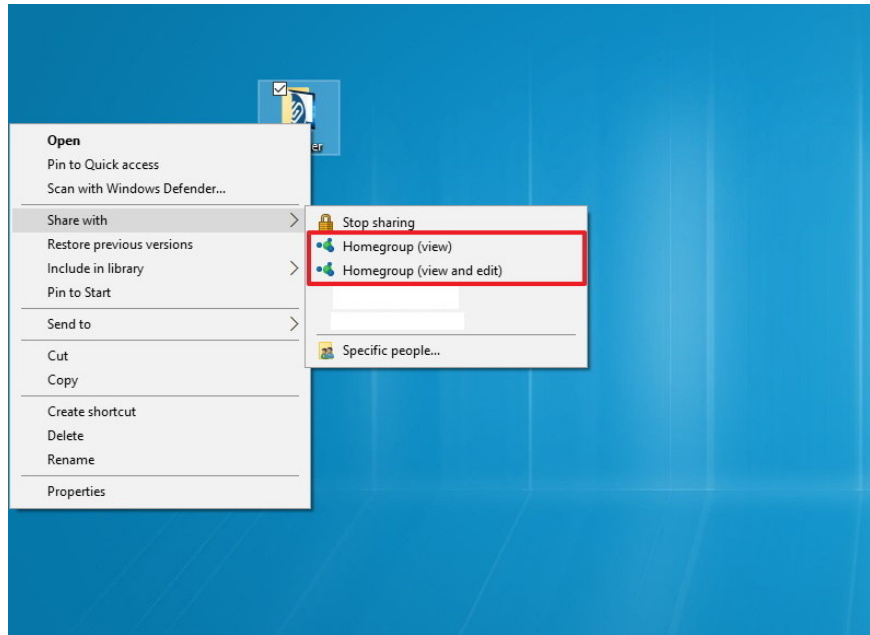 er
Open
Pin to Quick access
Scan with Windows Defender...
Share with
Restore previous versions
Include in library
Pin to Start
Send to
Cut
Copy
Create shortcut
Delete
Rename
Properties
Stop sharing
Homegroup (view)
Homegroup (view and edit)
Specific people...